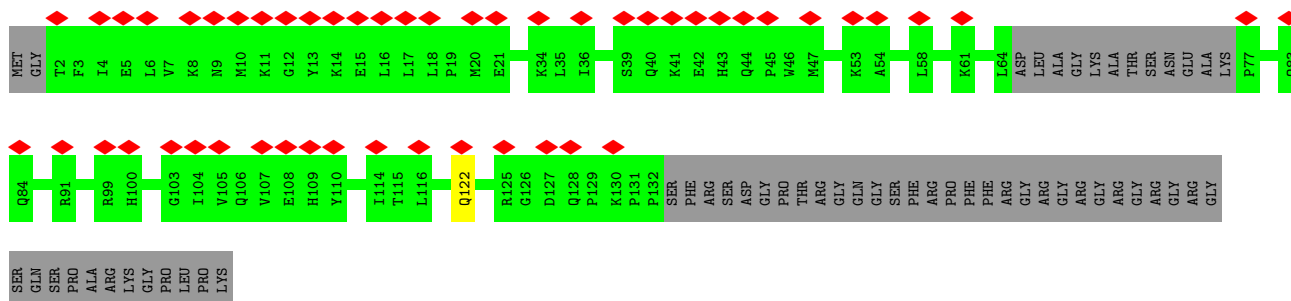 MET GLY T2 F3 I4 E5 L6 V7 K8 N9 M10 K11 G12 Y13 K14 E15 L16 L17 L18 P19 M20 E21 K34 L35 I36 S39 Q40 K41 E42 H43 Q44 P45 W46 M47 K53 A54 L58 K61 L64 ASP LEU ALA GLY LYS ALA THR SER ASN GLU ALA LYS P77
Q84 R91 R99 H100 G103 I104 V105 Q106 V107 E108 H109 Y110 I114 T115 L116 Q122 R125 G126 D127 Q128 P129 K130 P131 P132 SER PHE ARG SER ASP GLY PRO THR ARG GLY GLN GLY SER PHE ARG PRO PHE PHE ARG GLY ARG GLY ARG GLY ARG GLY ARG GLY ARG GLY
SER GLN SER PRO ALA ARG LYS GLY PRO LEU PRO LYS